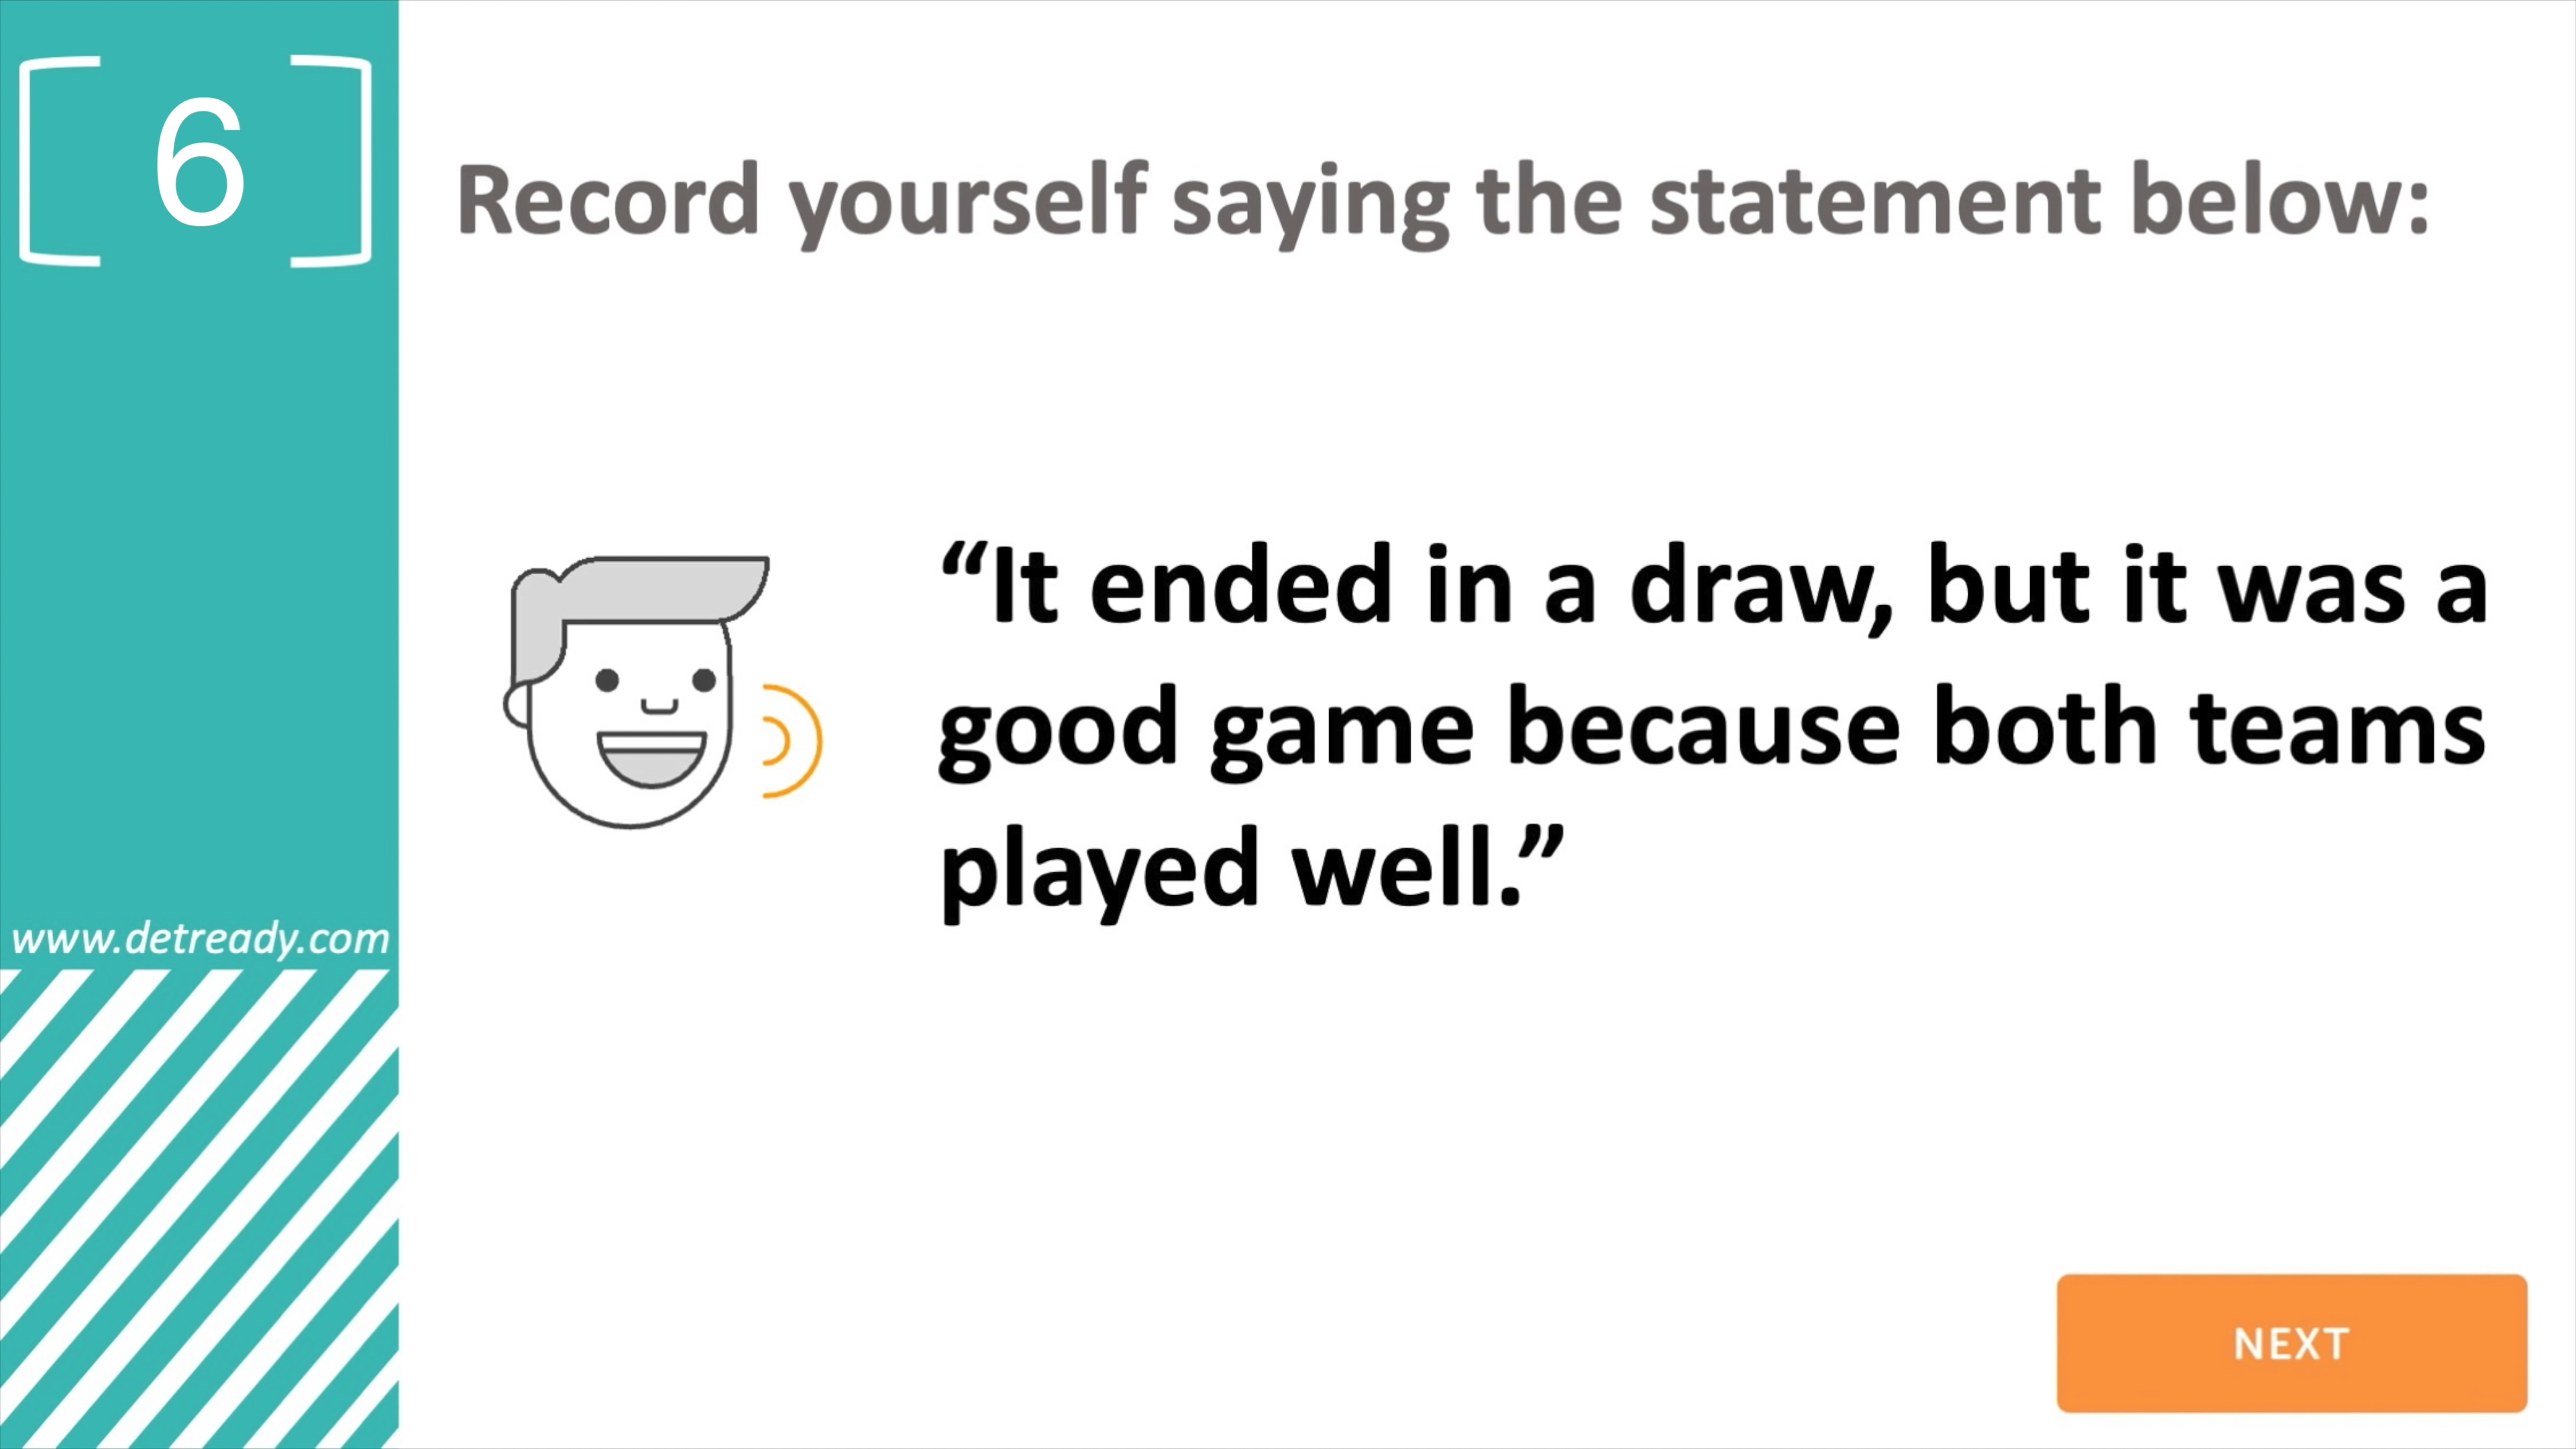 6
Record yourself saying the statement below:
“It ended in a draw, but it was a
good game because both teams
played well.”
www.detready.com
NEXT